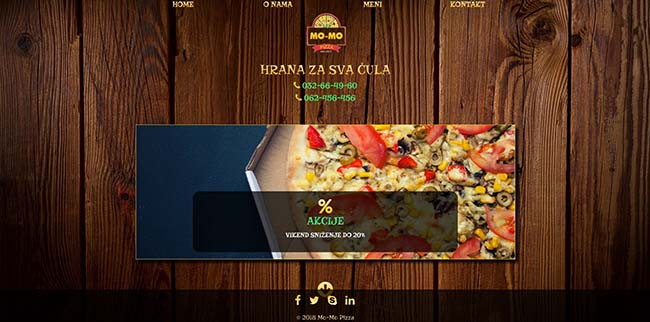 HOME O NAMA MENI KONTAKT
MO-MO
PIZZA
HRANA ZA SVA ČULA
032-66-49-60
062-456-456
%
AKCIJE
VIKEND SNIŽENJE DO 20%
© 2018 Mo-Mo Pizza